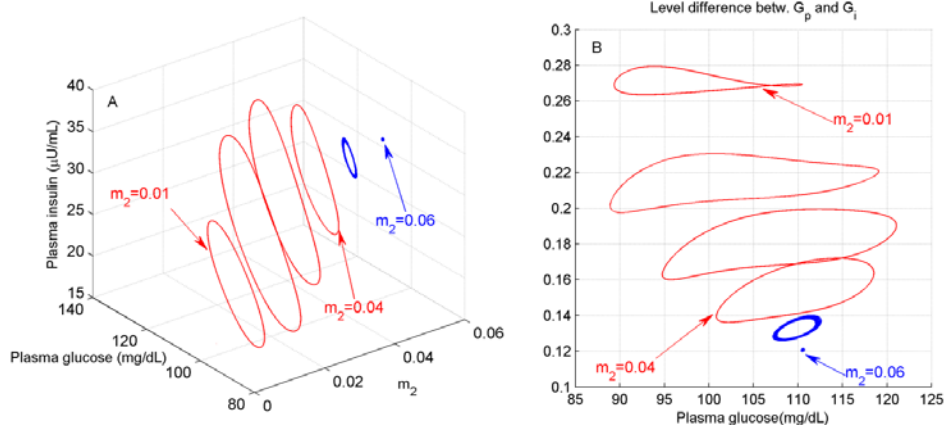 A
40
35
30
25
20
15
Plasma insulin (μU/mL)
140
120
100
80
Plasma glucose (mg/dL)
0
0.02
0.04
0.06
m2
m2=0.01
m2=0.04
m2=0.06
Level difference betw. Gp and Gi
B
0.3
0.28
0.26
0.24
0.22
0.2
0.18
0.16
0.14
0.12
0.1
85 90 95 100 105 110 115 120 125
Plasma glucose(mg/dL)
m2=0.01
m2=0.04
m2=0.06